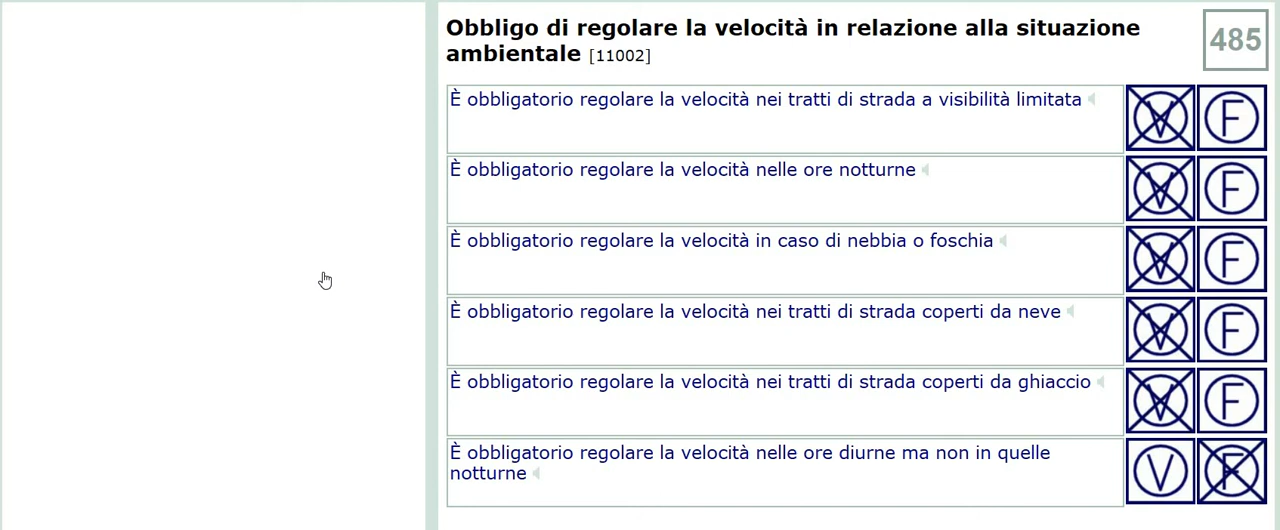 Obbligo di regolare la velocità in relazione alla situazione
ambientale [11002]
485
È obbligatorio regolare la velocità nei tratti di strada a visibilità limitata
V F
È obbligatorio regolare la velocità nelle ore notturne
V F
È obbligatorio regolare la velocità in caso di nebbia o foschia
V F
È obbligatorio regolare la velocità nei tratti di strada coperti da neve
V F
È obbligatorio regolare la velocità nei tratti di strada coperti da ghiaccio
V F
È obbligatorio regolare la velocità nelle ore diurne ma non in quelle
notturne
V F